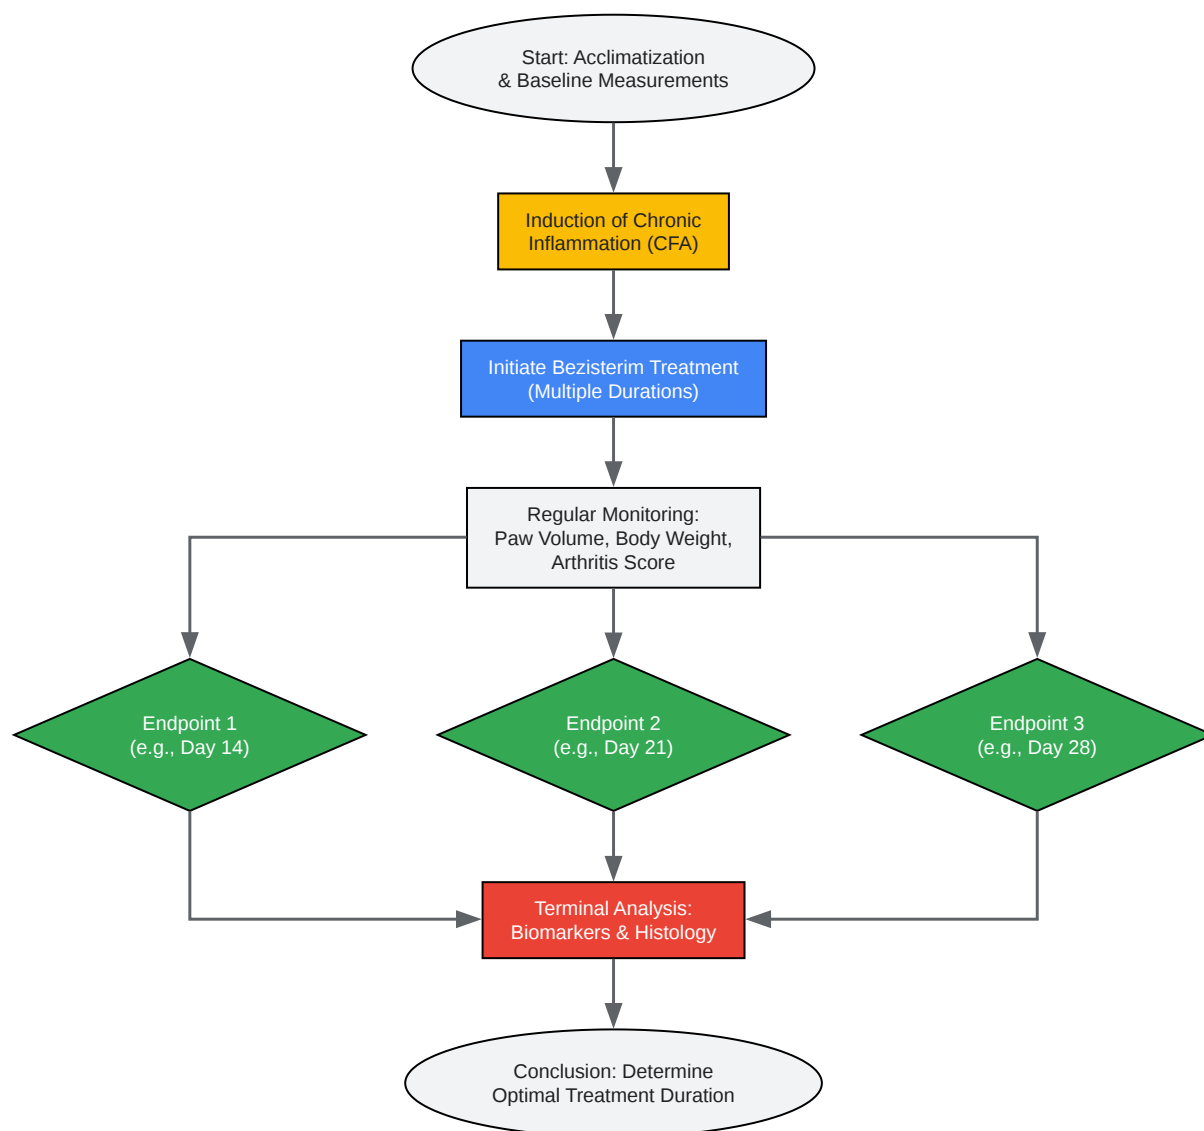 Start: Acclimatization
& Baseline Measurements
Induction of Chronic
Inflammation (CFA)
Initiate Bezisterim Treatment
(Multiple Durations)
Regular Monitoring:
Paw Volume, Body Weight,
Arthritis Score
Endpoint 1
(e.g., Day 14)
Endpoint 2
(e.g., Day 21)
Endpoint 3
(e.g., Day 28)
Terminal Analysis:
Biomarkers & Histology
Conclusion: Determine
Optimal Treatment Duration